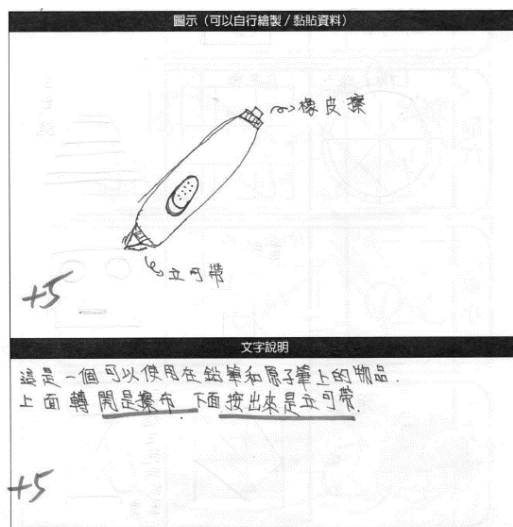 圖示（可以自行繪製/黏貼資料）
橡皮擦
立可帶
+5
文字說明
這是一個可以使用在鉛筆和原子筆上的物品.
上面轉開是擦布 下面按出來是立可帶.
+5